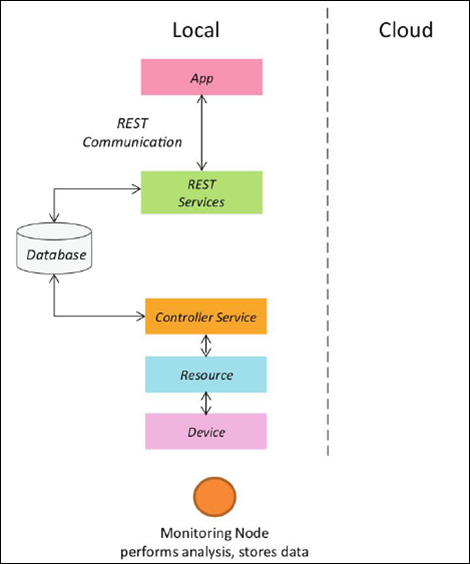 Local
Cloud
App
REST
Communication
REST
Services
Database
Controller Service
Resource
Device
Monitoring Node
performs analysis, stores data